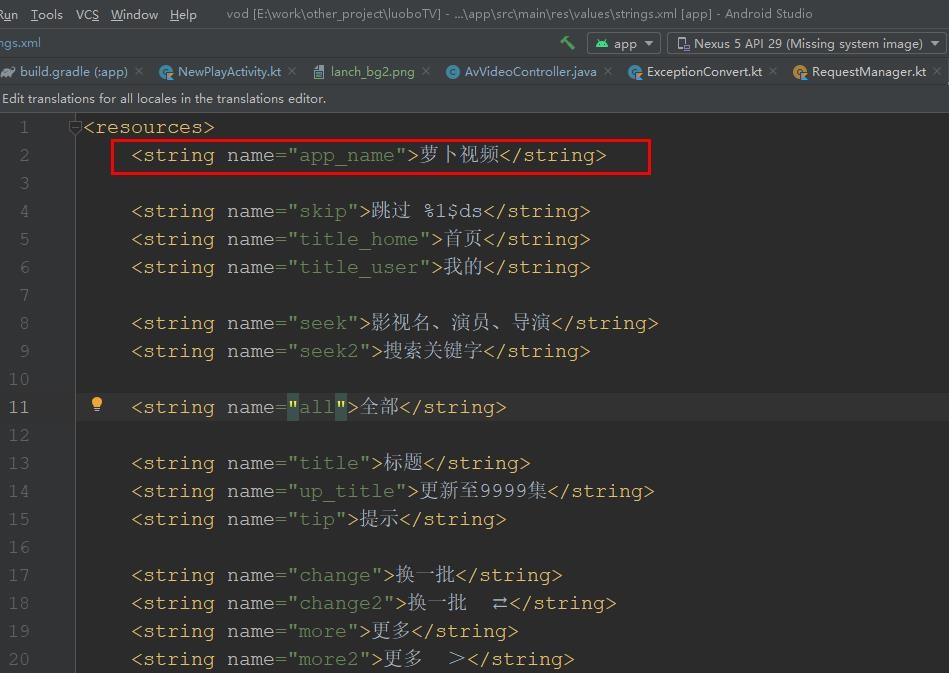 Run Tools VCS Window Help vod [E:\work\other_project\luoboTV] - ...\app\src\main\res\values\strings.xml [app] - Android Studio
ngs.xml app Nexus 5 API 29 (Missing system image)
build.gradle (:app) NewPlayActivity.kt lanch_bg2.png AvVideoController.java ExceptionConvert.kt RequestManager.kt
Edit translations for all locales in the translations editor.
1 <resources>
2 <string name="app_name">萝卜视频</string>
3
4 <string name="skip">跳过 %1$ds</string>
5 <string name="title_home">首页</string>
6 <string name="title_user">我的</string>
7
8 <string name="seek">影视名、演员、导演</string>
9 <string name="seek2">搜索关键字</string>
10
11 <string name="all">全部</string>
12
13 <string name="title">标题</string>
14 <string name="up_title">更新至9999集</string>
15 <string name="tip">提示</string>
16
17 <string name="change">换一批</string>
18 <string name="change2">换一批 ⇄</string>
19 <string name="more">更多</string>
20 <string name="more2">更多 ＞</string>